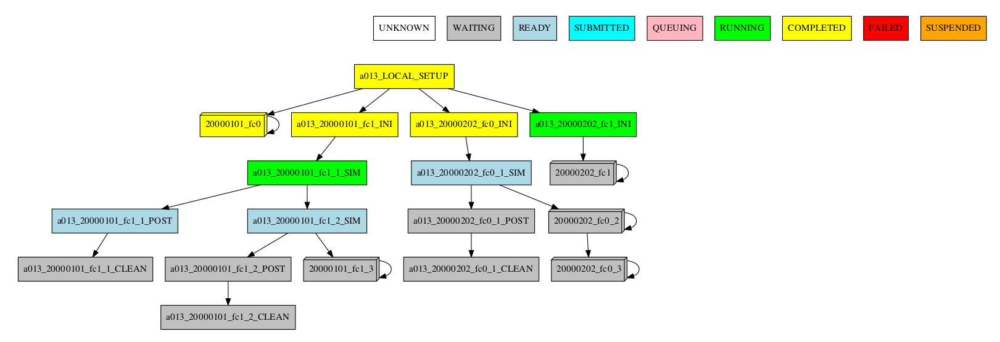 UNKNOWN WAITING READY SUBMITTED QUEUING RUNNING COMPLETED FAILED SUSPENDED
a013_LOCAL_SETUP
20000101_fc0 a013_20000101_fc1_INI a013_20000202_fc0_INI a013_20000202_fc1_INI
a013_20000101_fc1_1_SIM a013_20000202_fc0_1_SIM 20000202_fc1
a013_20000101_fc1_1_POST a013_20000101_fc1_2_SIM a013_20000202_fc0_1_POST 20000202_fc0_2
a013_20000101_fc1_1_CLEAN a013_20000101_fc1_2_POST 20000101_fc1_3 a013_20000202_fc0_1_CLEAN 20000202_fc0_3
a013_20000101_fc1_2_CLEAN